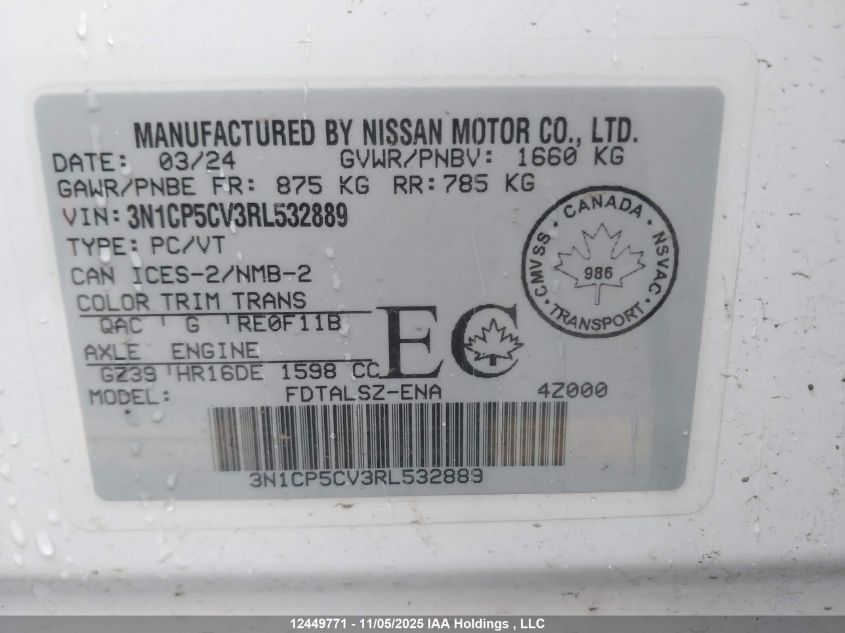 MANUFACTURED BY NISSAN MOTOR CO., LTD.
DATE: 03/24 GVWR/PNBV: 1660 KG
GAWR/PNBE FR: 875 KG RR:785 KG
VIN: 3N1CP5CV3RL532889
TYPE: PC/VT
CAN ICES-2/NMB-2
COLOR TRIM TRANS
QAC G RE0F11B
AXLE ENGINE
GZ39 HR16DE 1598 CC
EC
CANADA
CMVSS
NSVAC
986
TRANSPORT
MODEL: FDTALSZ-ENA 4Z000
3N1CP5CV3RL532889
12449771 - 11/05/2025 IAA Holdings , LLC